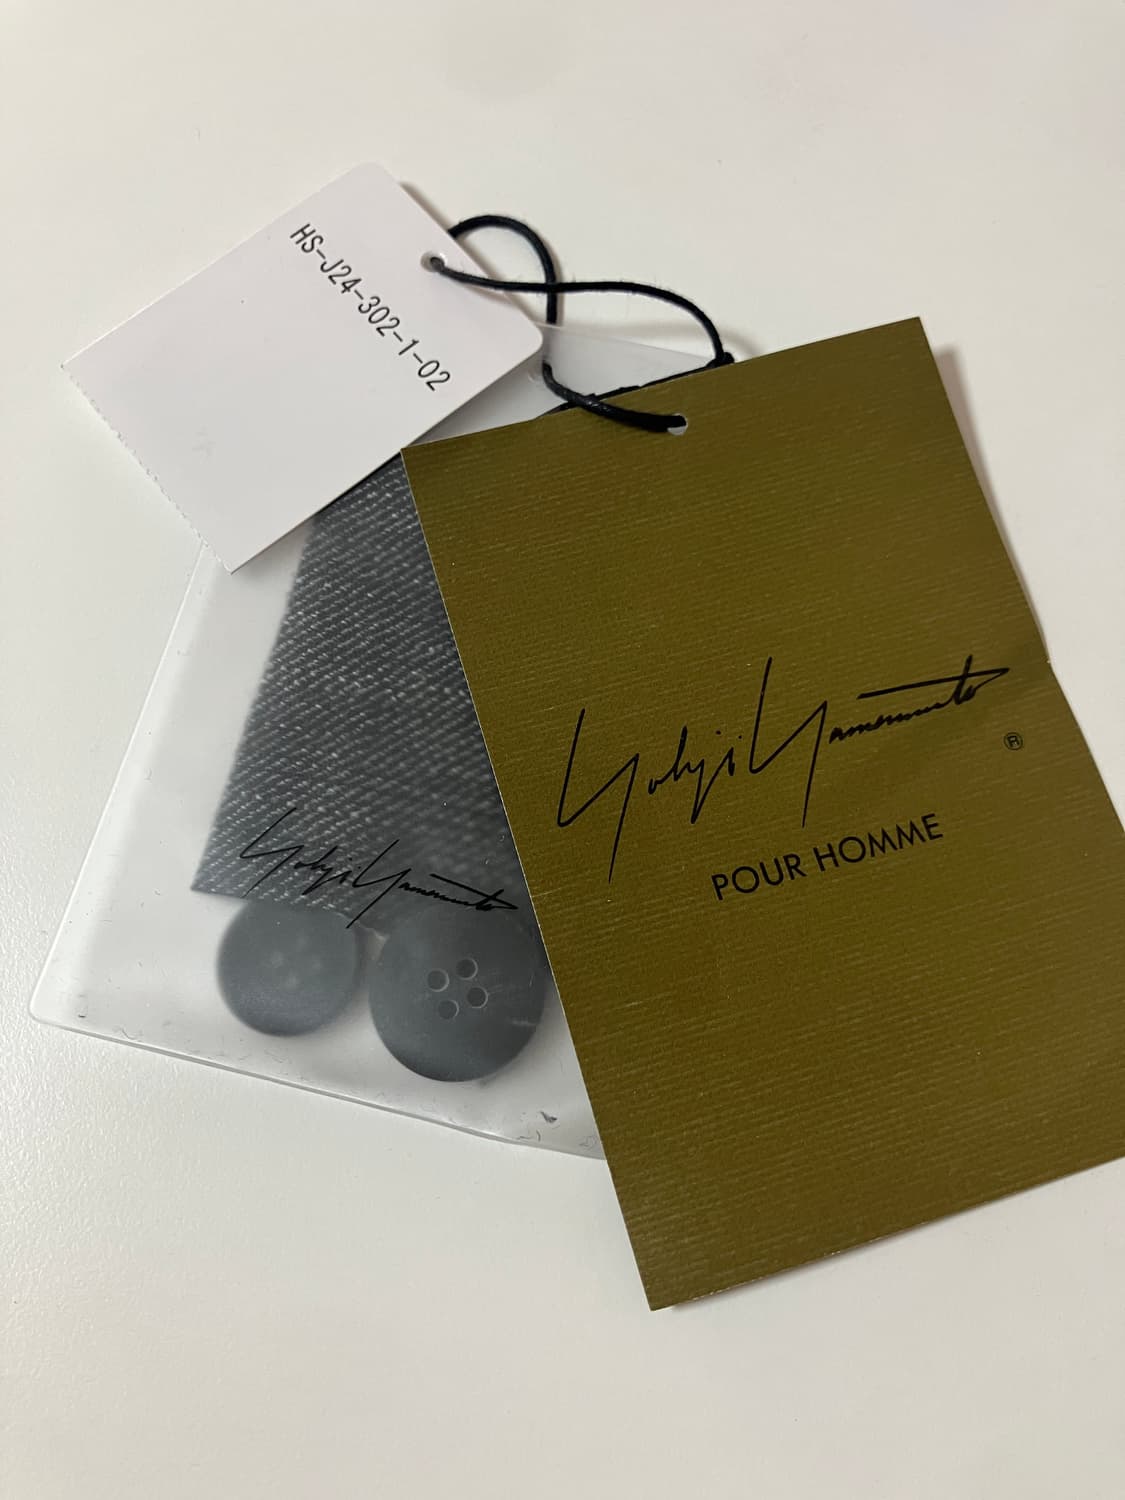 HS-J24-302-1-02
Yohji Yamamoto
®
POUR HOMME
Yohji Yamamoto